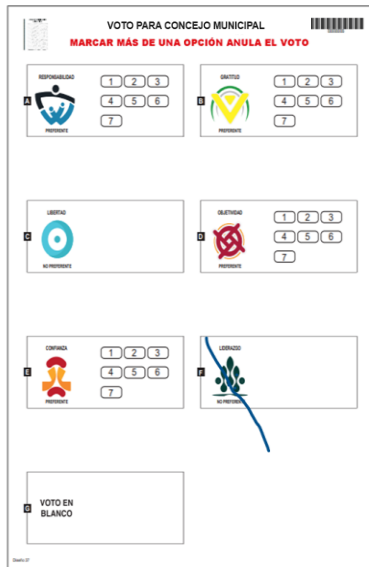 VOTO PARA CONCEJO MUNICIPAL
MARCAR MÁS DE UNA OPCIÓN ANULA EL VOTO
A
RESPONSABILIDAD
PREFERENTE
1 2 3
4 5 6
7
B
GRATITUD
PREFERENTE
1 2 3
4 5 6
7
C
LIBERTAD
NO PREFERENTE
D
OBJETIVIDAD
PREFERENTE
1 2 3
4 5 6
7
E
CONFIANZA
PREFERENTE
1 2 3
4 5 6
7
F
LIDERAZGO
NO PREFERENTE
G
VOTO EN
BLANCO